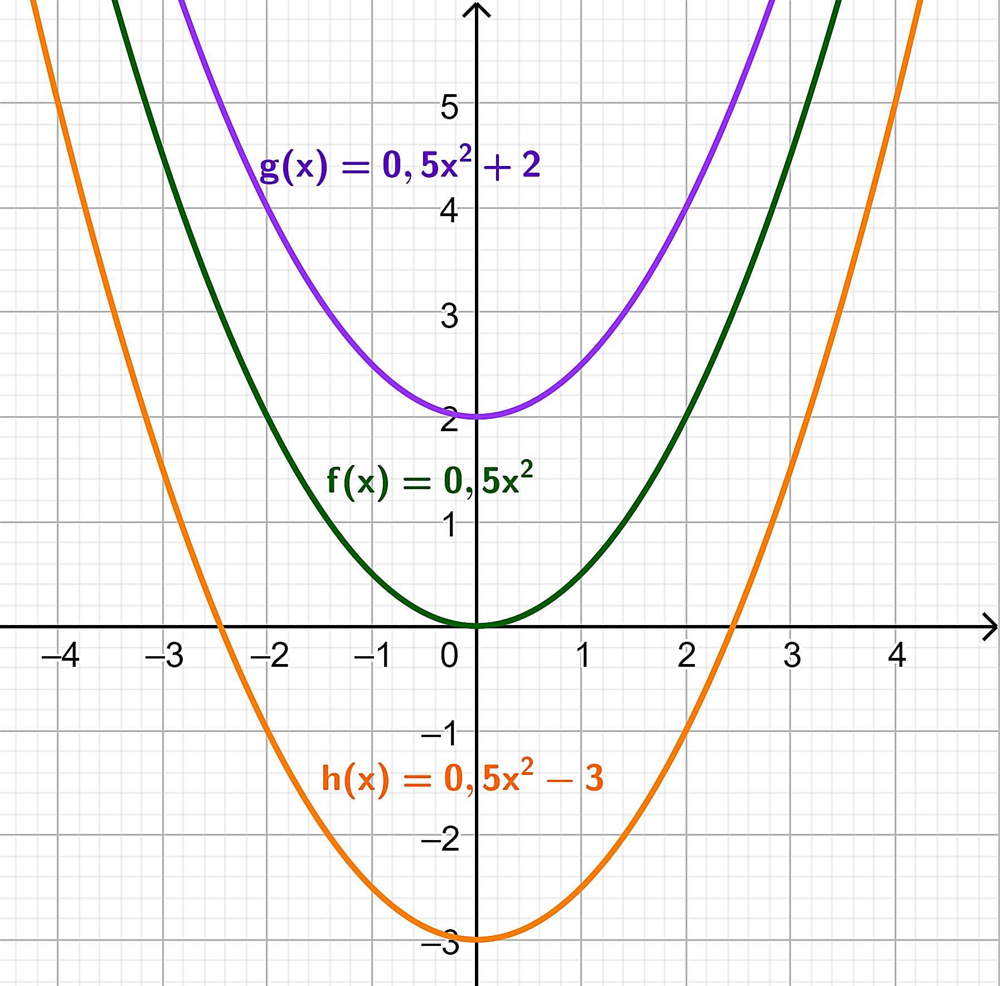 5
g(x) = 0,5x² + 2
4
3
2
f(x) = 0,5x²
1
–4 –3 –2 –1 0 1 2 3 4
–1
h(x) = 0,5x² – 3
–2
–3